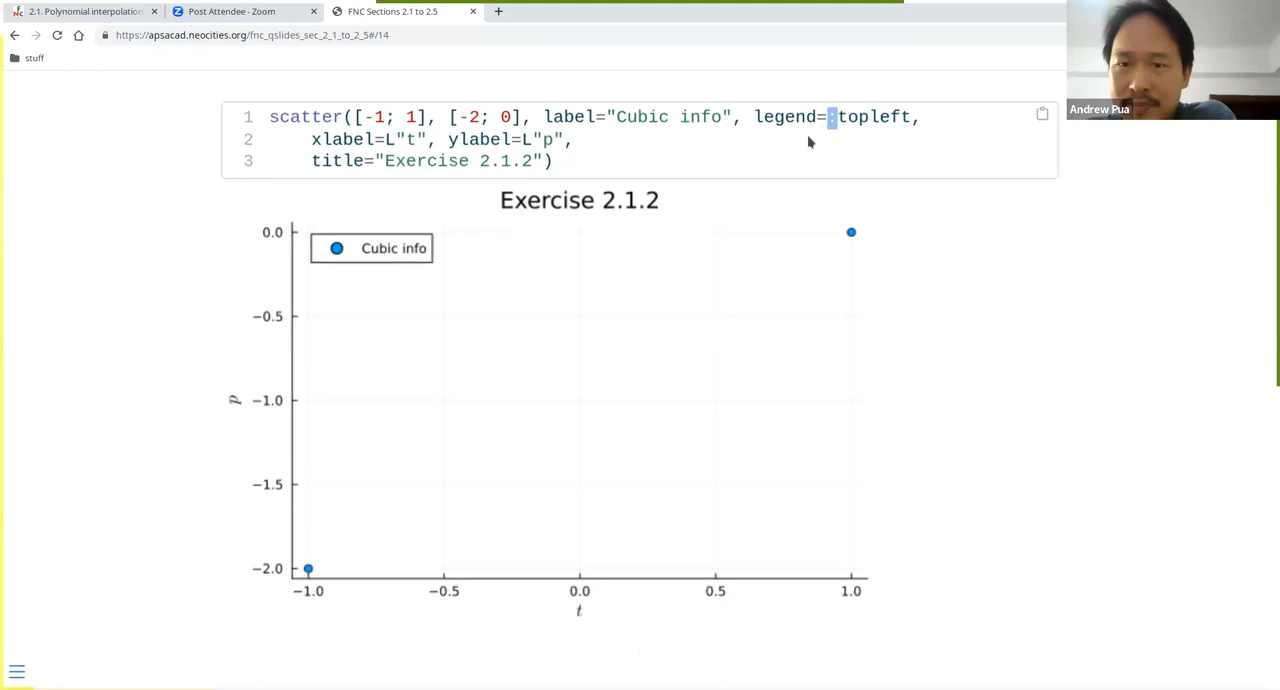 2.1. Polynomial interpolation
Post Attendee - Zoom
FNC Sections 2.1 to 2.5
https://apsacad.neocities.org/fnc_qslides_sec_2_1_to_2_5#/14
stuff
Andrew Pua
1 scatter([-1; 1], [-2; 0], label="Cubic info", legend=:topleft,
2 xlabel=L"t", ylabel=L"p",
3 title="Exercise 2.1.2")
Exercise 2.1.2
Cubic info
0.0
−0.5
−1.0
−1.5
−2.0
p
−1.0 −0.5 0.0 0.5 1.0
t